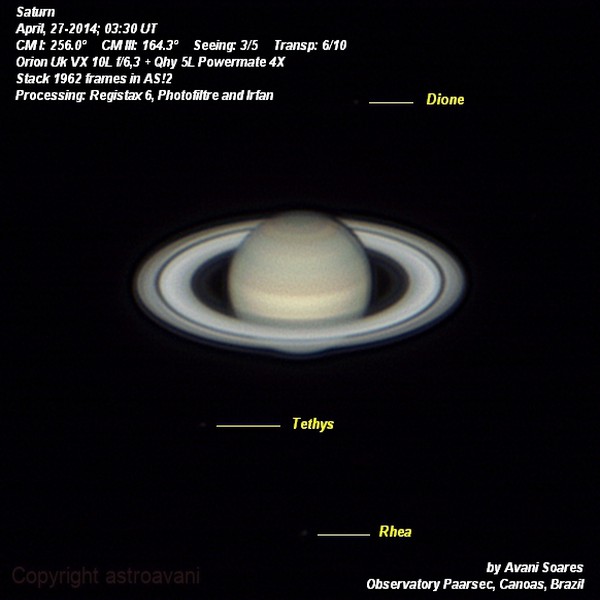 Saturn
April, 27-2014; 03:30 UT
CM I: 256.0° CM III: 164.3° Seeing: 3/5 Transp: 6/10
Orion Uk VX 10L f/6,3 + Qhy 5L Powermate 4X
Stack 1962 frames in AS!2
Processing: Registax 6, Photofiltre and Irfan
Dione
Tethys
Rhea
by Avani Soares
Copyright astroavani
Observatory Paarsec, Canoas, Brazil